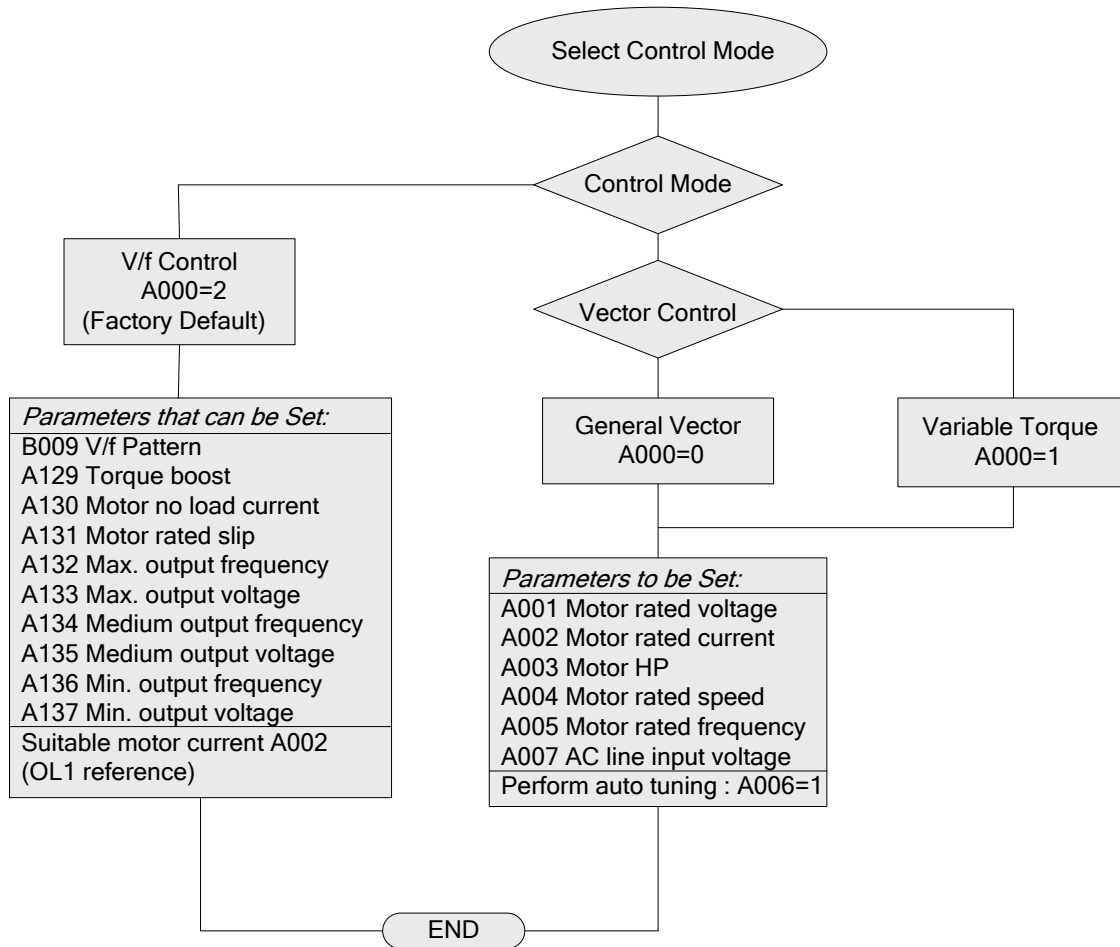 Select Control Mode
Control Mode
V/f Control
A000=2
(Factory Default)
Vector Control
General Vector
A000=0
Variable Torque
A000=1
Parameters that can be Set:
B009 V/f Pattern
A129 Torque boost
A130 Motor no load current
A131 Motor rated slip
A132 Max. output frequency
A133 Max. output voltage
A134 Medium output frequency
A135 Medium output voltage
A136 Min. output frequency
A137 Min. output voltage
Suitable motor current A002
(OL1 reference)
Parameters to be Set:
A001 Motor rated voltage
A002 Motor rated current
A003 Motor HP
A004 Motor rated speed
A005 Motor rated frequency
A007 AC line input voltage
Perform auto tuning : A006=1
END